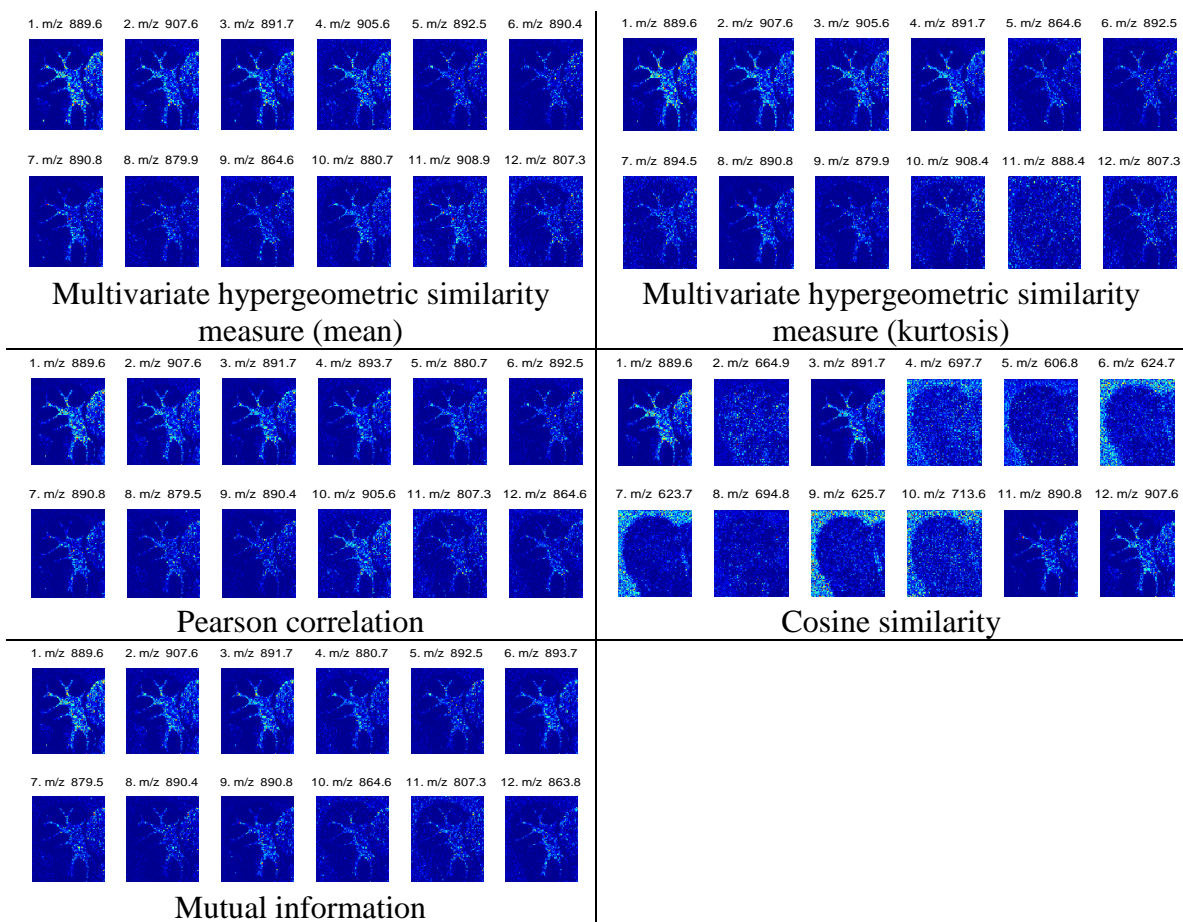 1. m/z 889.6 2. m/z 907.6 3. m/z 891.7 4. m/z 905.6 5. m/z 892.5 6. m/z 890.4
7. m/z 890.8 8. m/z 879.9 9. m/z 864.6 10. m/z 880.7 11. m/z 908.9 12. m/z 807.3
Multivariate hypergeometric similarity
measure (mean)
1. m/z 889.6 2. m/z 907.6 3. m/z 905.6 4. m/z 891.7 5. m/z 864.6 6. m/z 892.5
7. m/z 894.5 8. m/z 890.8 9. m/z 879.9 10. m/z 908.4 11. m/z 888.4 12. m/z 807.3
Multivariate hypergeometric similarity
measure (kurtosis)
1. m/z 889.6 2. m/z 907.6 3. m/z 891.7 4. m/z 893.7 5. m/z 880.7 6. m/z 892.5
7. m/z 890.8 8. m/z 879.5 9. m/z 890.4 10. m/z 905.6 11. m/z 807.3 12. m/z 864.6
Pearson correlation
1. m/z 889.6 2. m/z 664.9 3. m/z 891.7 4. m/z 697.7 5. m/z 606.8 6. m/z 624.7
7. m/z 623.7 8. m/z 694.8 9. m/z 625.7 10. m/z 713.6 11. m/z 890.8 12. m/z 907.6
Cosine similarity
1. m/z 889.6 2. m/z 907.6 3. m/z 891.7 4. m/z 880.7 5. m/z 892.5 6. m/z 893.7
7. m/z 879.5 8. m/z 890.4 9. m/z 890.8 10. m/z 864.6 11. m/z 807.3 12. m/z 863.8
Mutual information